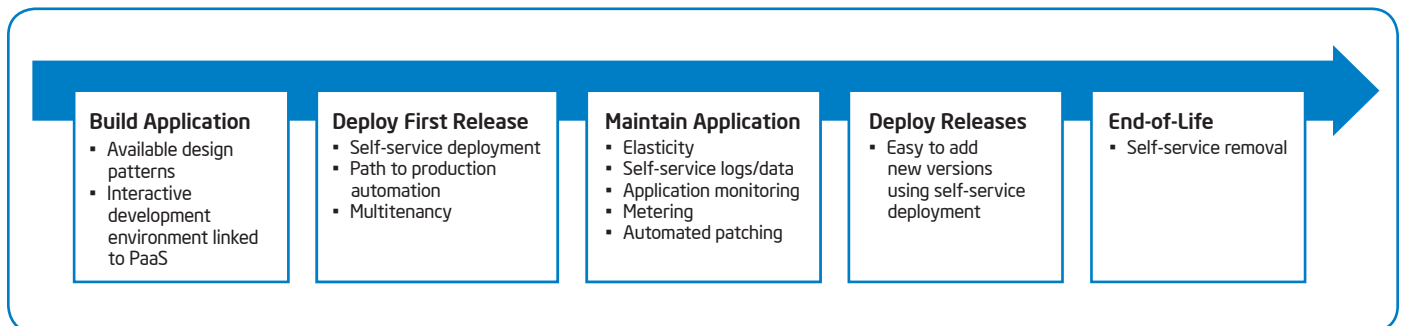 Build Application
▪ Available design
patterns
▪ Interactive
development
environment linked
to PaaS
Deploy First Release
▪ Self-service deployment
▪ Path to production
automation
▪ Multitenancy
Maintain Application
▪ Elasticity
▪ Self-service logs/data
▪ Application monitoring
▪ Metering
▪ Automated patching
Deploy Releases
▪ Easy to add
new versions
using self-service
deployment
End-of-Life
▪ Self-service removal